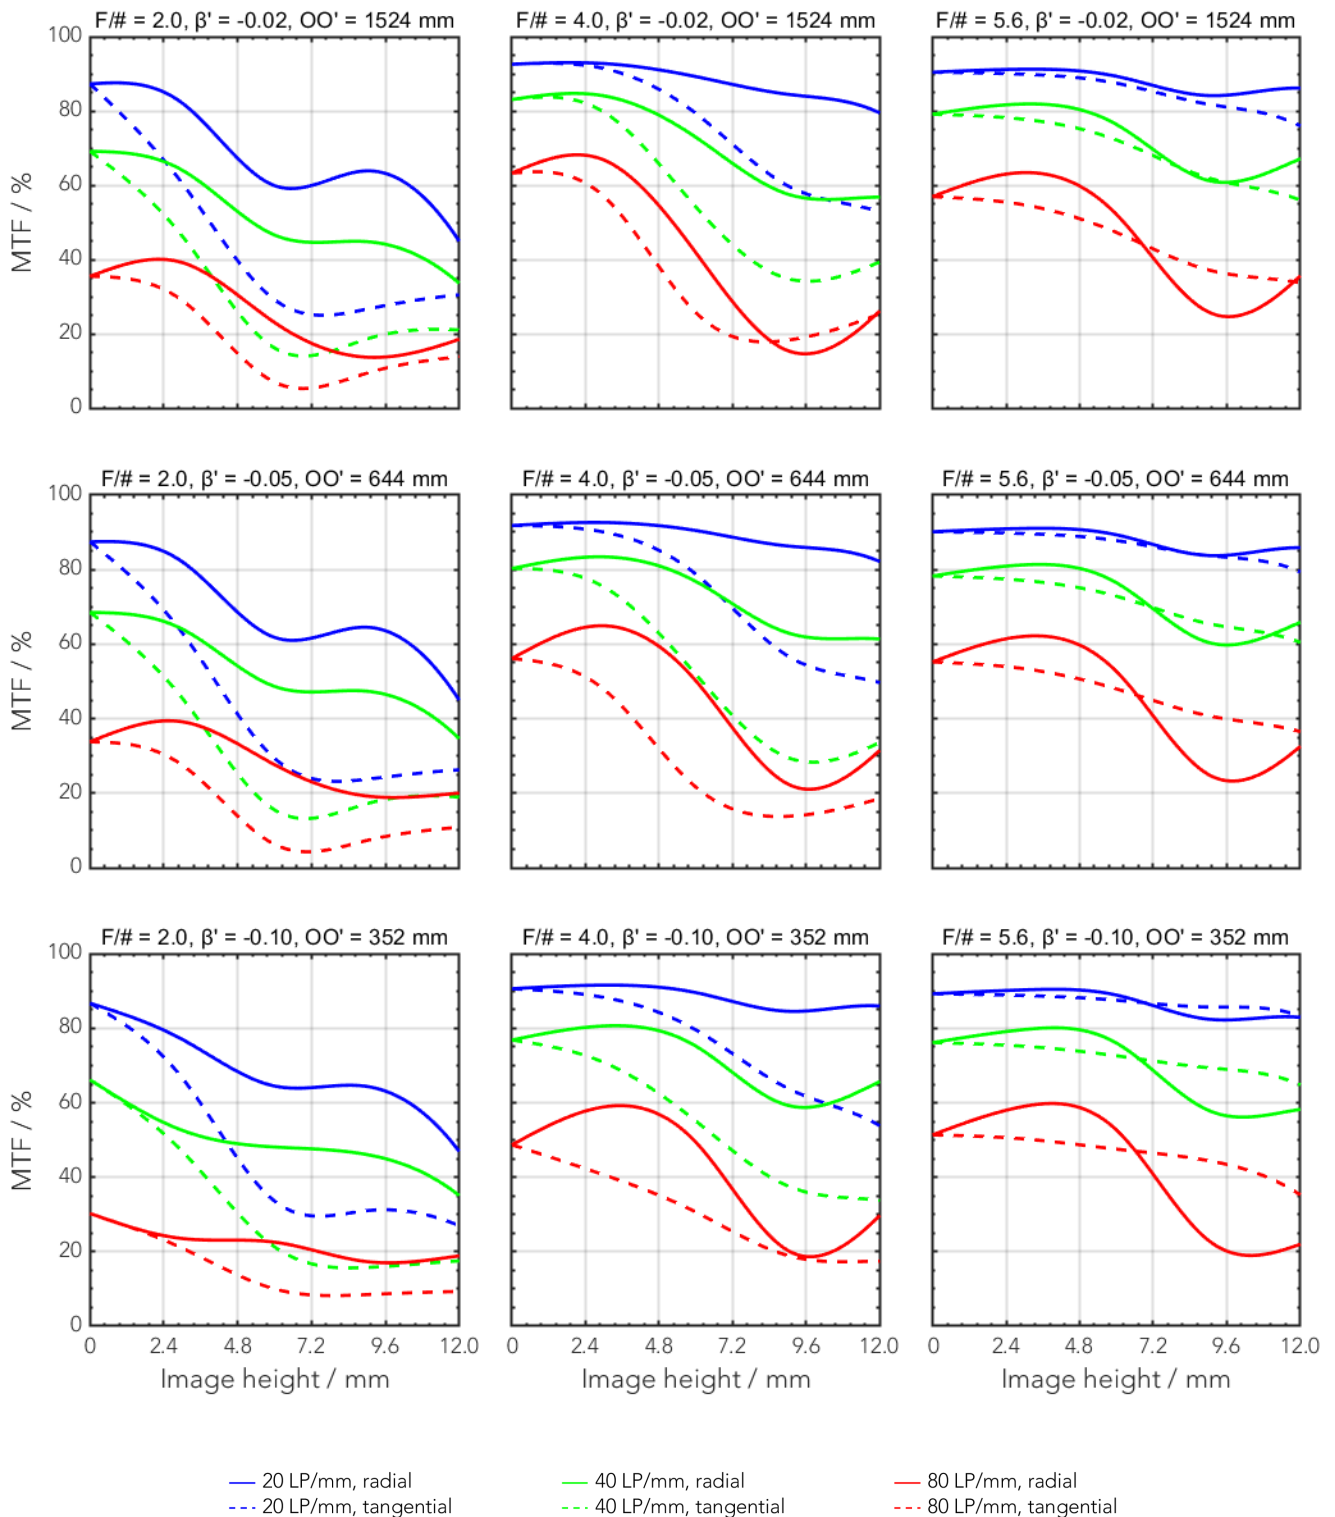 F/# = 2.0, β' = -0.02, OO' = 1524 mm
F/# = 4.0, β' = -0.02, OO' = 1524 mm
F/# = 5.6, β' = -0.02, OO' = 1524 mm
100
80
60
40
20
0
MTF / %
F/# = 2.0, β' = -0.05, OO' = 644 mm
F/# = 4.0, β' = -0.05, OO' = 644 mm
F/# = 5.6, β' = -0.05, OO' = 644 mm
100
80
60
40
20
0
MTF / %
F/# = 2.0, β' = -0.10, OO' = 352 mm
F/# = 4.0, β' = -0.10, OO' = 352 mm
F/# = 5.6, β' = -0.10, OO' = 352 mm
100
80
60
40
20
0
MTF / %
0 2.4 4.8 7.2 9.6 12.0
0 2.4 4.8 7.2 9.6 12.0
0 2.4 4.8 7.2 9.6 12.0
Image height / mm
Image height / mm
Image height / mm
20 LP/mm, radial
40 LP/mm, radial
80 LP/mm, radial
20 LP/mm, tangential
40 LP/mm, tangential
80 LP/mm, tangential